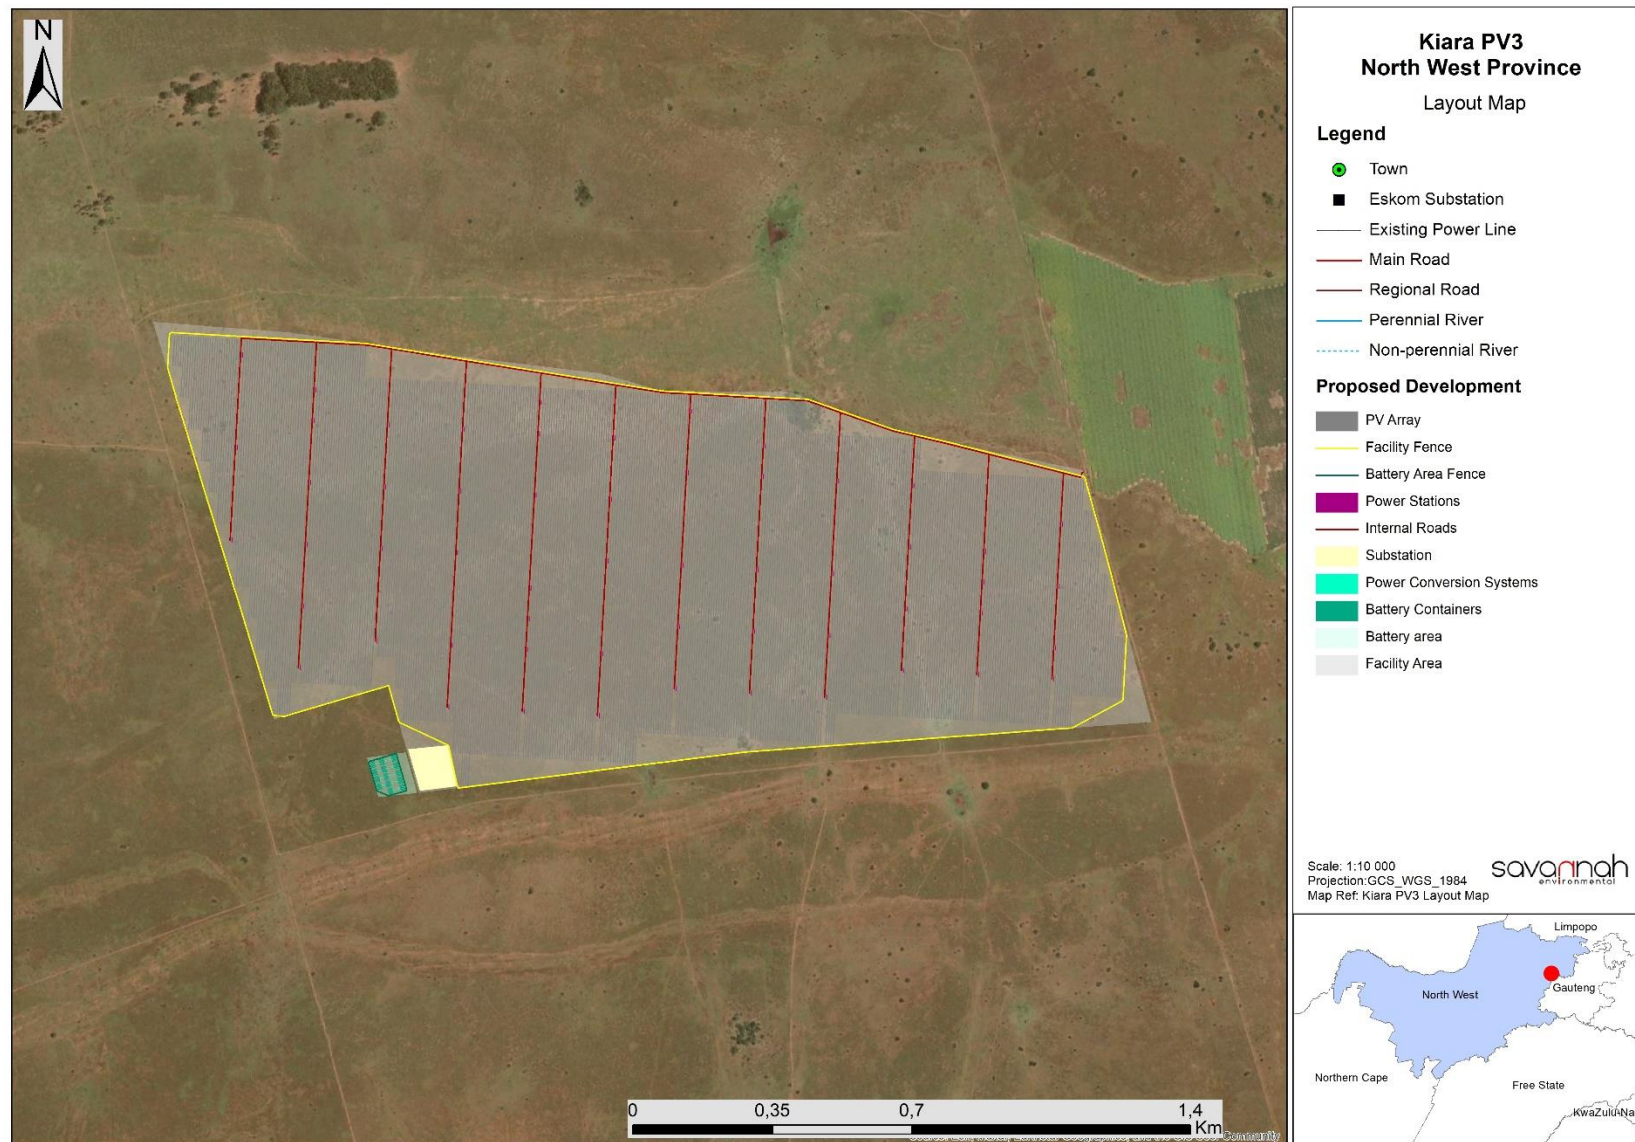 N
Kiara PV3
North West Province
Layout Map
Legend
Town
Eskom Substation
Existing Power Line
Main Road
Regional Road
Perennial River
Non-perennial River
Proposed Development
PV Array
Facility Fence
Battery Area Fence
Power Stations
Internal Roads
Substation
Power Conversion Systems
Battery Containers
Battery area
Facility Area
Scale: 1:10 000
Projection:GCS_WGS_1984
Map Ref: Kiara PV3 Layout Map
savannah
environmental
Limpopo
North West
Gauteng
Northern Cape
Free State
KwaZulu-Na
0 0,35 0,7 1,4
Km
Community